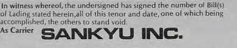 In witness whereof, the undersigned has signed the number of Bill(s)
of Lading stated herein, all of this tenor and date, one of which being
accomplished, the others to stand void.
As Carrier SANKYU INC.